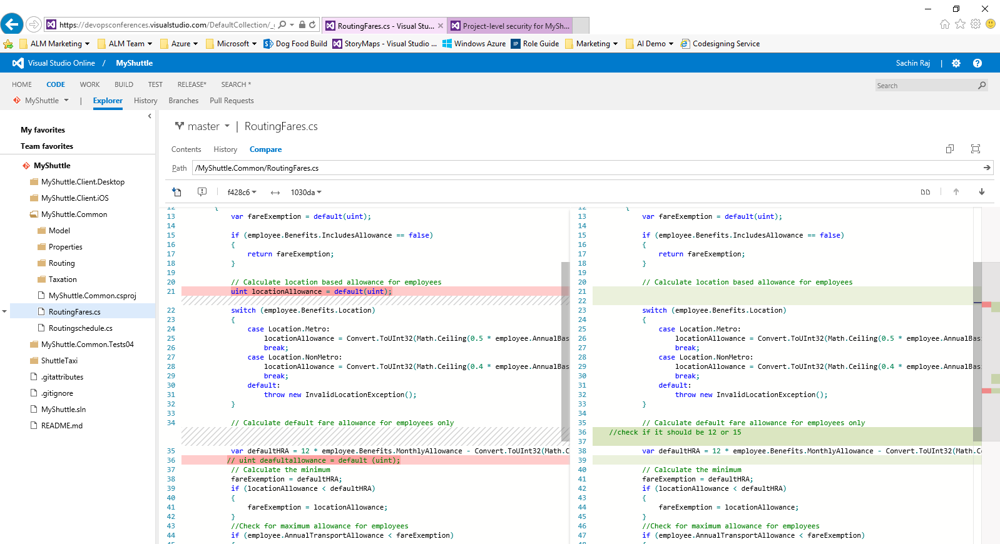 https://devopsconferences.visualstudio.com/DefaultCollection/_
RoutingFares.cs - Visual Stu...
Project-level security for MySh...
ALM Marketing
ALM Team
Azure
Microsoft
Dog Food Build
StoryMaps - Visual Studio ...
Windows Azure
IP Role Guide
Marketing
AI Demo
Codesigning Service
Visual Studio Online / MyShuttle
Sachin Raj |
HOME CODE WORK BUILD TEST RELEASE* SEARCH *
Search
MyShuttle | Explorer History Branches Pull Requests
My favorites
Team favorites
MyShuttle
MyShuttle.Client.Desktop
MyShuttle.Client.iOS
MyShuttle.Common
Model
Properties
Routing
Taxation
MyShuttle.Common.csproj
RoutingFares.cs
Routingschedule.cs
MyShuttle.Common.Tests04
ShuttleTaxi
.gitattributes
.gitignore
MyShuttle.sln
README.md
master | RoutingFares.cs
Contents History Compare
Path /MyShuttle.Common/RoutingFares.cs
f428c6 ↔ 1030da
12 {
13 var fareExemption = default(uint);
14
15 if (employee.Benefits.IncludesAllowance == false)
16 {
17 return fareExemption;
18 }
19
20 // Calculate location based allowance for employees
21 uint locationAllowance = default(uint);
22 switch (employee.Benefits.Location)
23 {
24 case Location.Metro:
25 locationAllowance = Convert.ToUInt32(Math.Ceiling(0.5 * employee.AnnualBas
26 break;
27 case Location.NonMetro:
28 locationAllowance = Convert.ToUInt32(Math.Ceiling(0.4 * employee.AnnualBas
29 break;
30 default:
31 throw new InvalidLocationException();
32 }
33
34 // Calculate default fare allowance for employees only
35 var defaultHRA = 12 * employee.Benefits.MonthlyAllowance - Convert.ToUInt32(Math.C
36 // uint deafultallowance = default (uint);
37 // Calculate the minimum
38 fareExemption = defaultHRA;
39 if (locationAllowance < defaultHRA)
40 {
41 fareExemption = locationAllowance;
42 }
43 //Check for maximum allowance for employees
44 if (employee.AnnualTransportAllowance < fareExemption)
12 {
13 var fareExemption = default(uint);
14
15 if (employee.Benefits.IncludesAllowance == false)
16 {
17 return fareExemption;
18 }
19
20 // Calculate location based allowance for employees
21
22
23 switch (employee.Benefits.Location)
24 {
25 case Location.Metro:
26 locationAllowance = Convert.ToUInt32(Math.Ceiling(0.5 * employee.AnnualBas
27 break;
28 case Location.NonMetro:
29 locationAllowance = Convert.ToUInt32(Math.Ceiling(0.4 * employee.AnnualBas
30 break;
31 default:
32 throw new InvalidLocationException();
33 }
34
35 // Calculate default fare allowance for employees only
36 //check if it should be 12 or 15
37
38 var defaultHRA = 12 * employee.Benefits.MonthlyAllowance - Convert.ToUInt32(Math.C
39
40 // Calculate the minimum
41 fareExemption = defaultHRA;
42 if (locationAllowance < defaultHRA)
43 {
44 fareExemption = locationAllowance;
45 }
46 //Check for maximum allowance for employees
47 if (employee.AnnualTransportAllowance < fareExemption)